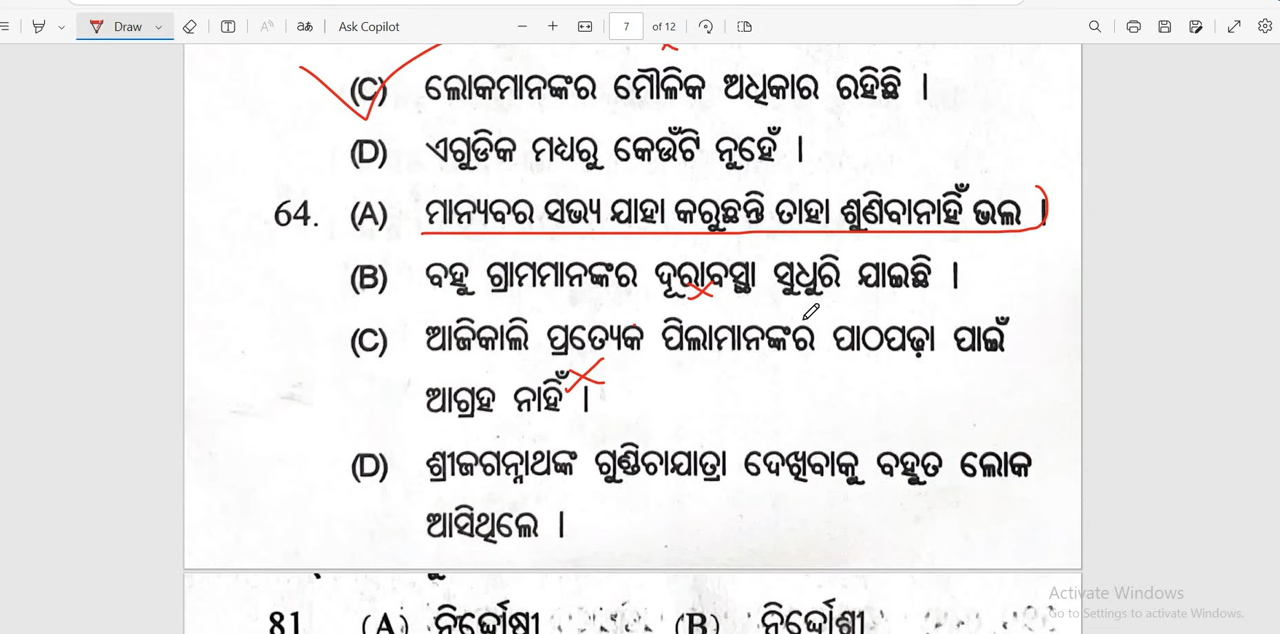 Draw
Ask Copilot
7 of 12
(C) ଲୋକମାନଙ୍କର ମୌଳିକ ଅଧିକାର ରହିଛି ।
(D) ଏଗୁଡିକ ମଧ୍ୟରୁ କେଉଁଟି ନୁହେଁ ।
64. (A) ମାନ୍ୟବର ସଭ୍ୟ ଯାହା କରୁଛନ୍ତି ତାହା ଶୁଣିବାନାହିଁ ଭଲ ।
(B) ବହୁ ଗ୍ରାମମାନଙ୍କର ଦୂରାବସ୍ଥା ସୁଧୁରି ଯାଇଛି ।
(C) ଆଜିକାଲି ପ୍ରତ୍ୟେକ ପିଲାମାନଙ୍କର ପାଠପଢ଼ା ପାଇଁ
ଆଗ୍ରହ ନାହିଁ ।
(D) ଶ୍ରୀଜଗନ୍ନାଥଙ୍କ ଗୁଣ୍ଡିଚାଯାତ୍ରା ଦେଖିବାକୁ ବହୁତ ଲୋକ
ଆସିଥିଲେ ।
Activate Windows
Go to Settings to activate Windows.
81 (A) ନିର୍ଦ୍ଦୋଷୀ (B) ନିର୍ଦ୍ଦୋଶୀ